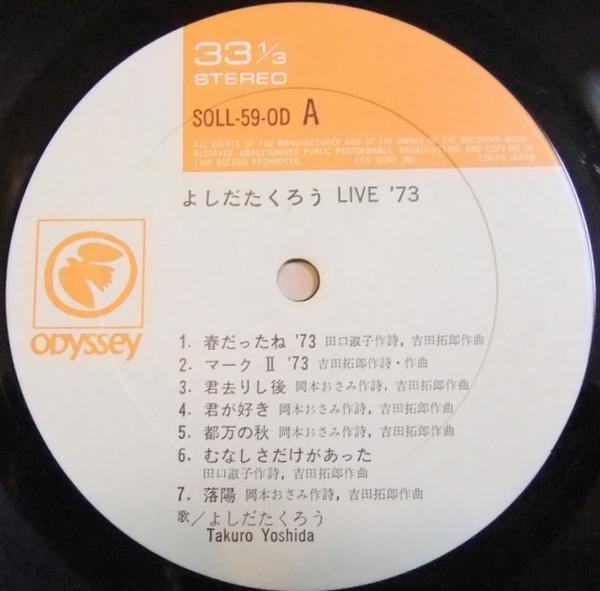 33 1/3
STEREO
SOLL-59-OD A
ALL RIGHTS OF THE MANUFACTURER AND OF THE OWNER OF THE RECORDED WORK
RESERVED. UNAUTHORIZED PUBLIC PERFORMANCE, BROADCASTING AND COPYING OF
THIS RECORD PROHIBITED. CBS SONY INC. TOKYO JAPAN
よしだたくろう LIVE '73
ODYSSEY
1. 春だったね '73 田口淑子作詩, 吉田拓郎作曲
2. マーク Ⅱ '73 吉田拓郎作詩・作曲
3. 君去りし後 岡本おさみ作詩, 吉田拓郎作曲
4. 君が好き 岡本おさみ作詩, 吉田拓郎作曲
5. 都万の秋 岡本おさみ作詩, 吉田拓郎作曲
6. むなしさだけがあった
田口淑子作詩, 吉田拓郎作曲
7. 落陽 岡本おさみ作詩, 吉田拓郎作曲
歌/よしだたくろう
Takuro Yoshida